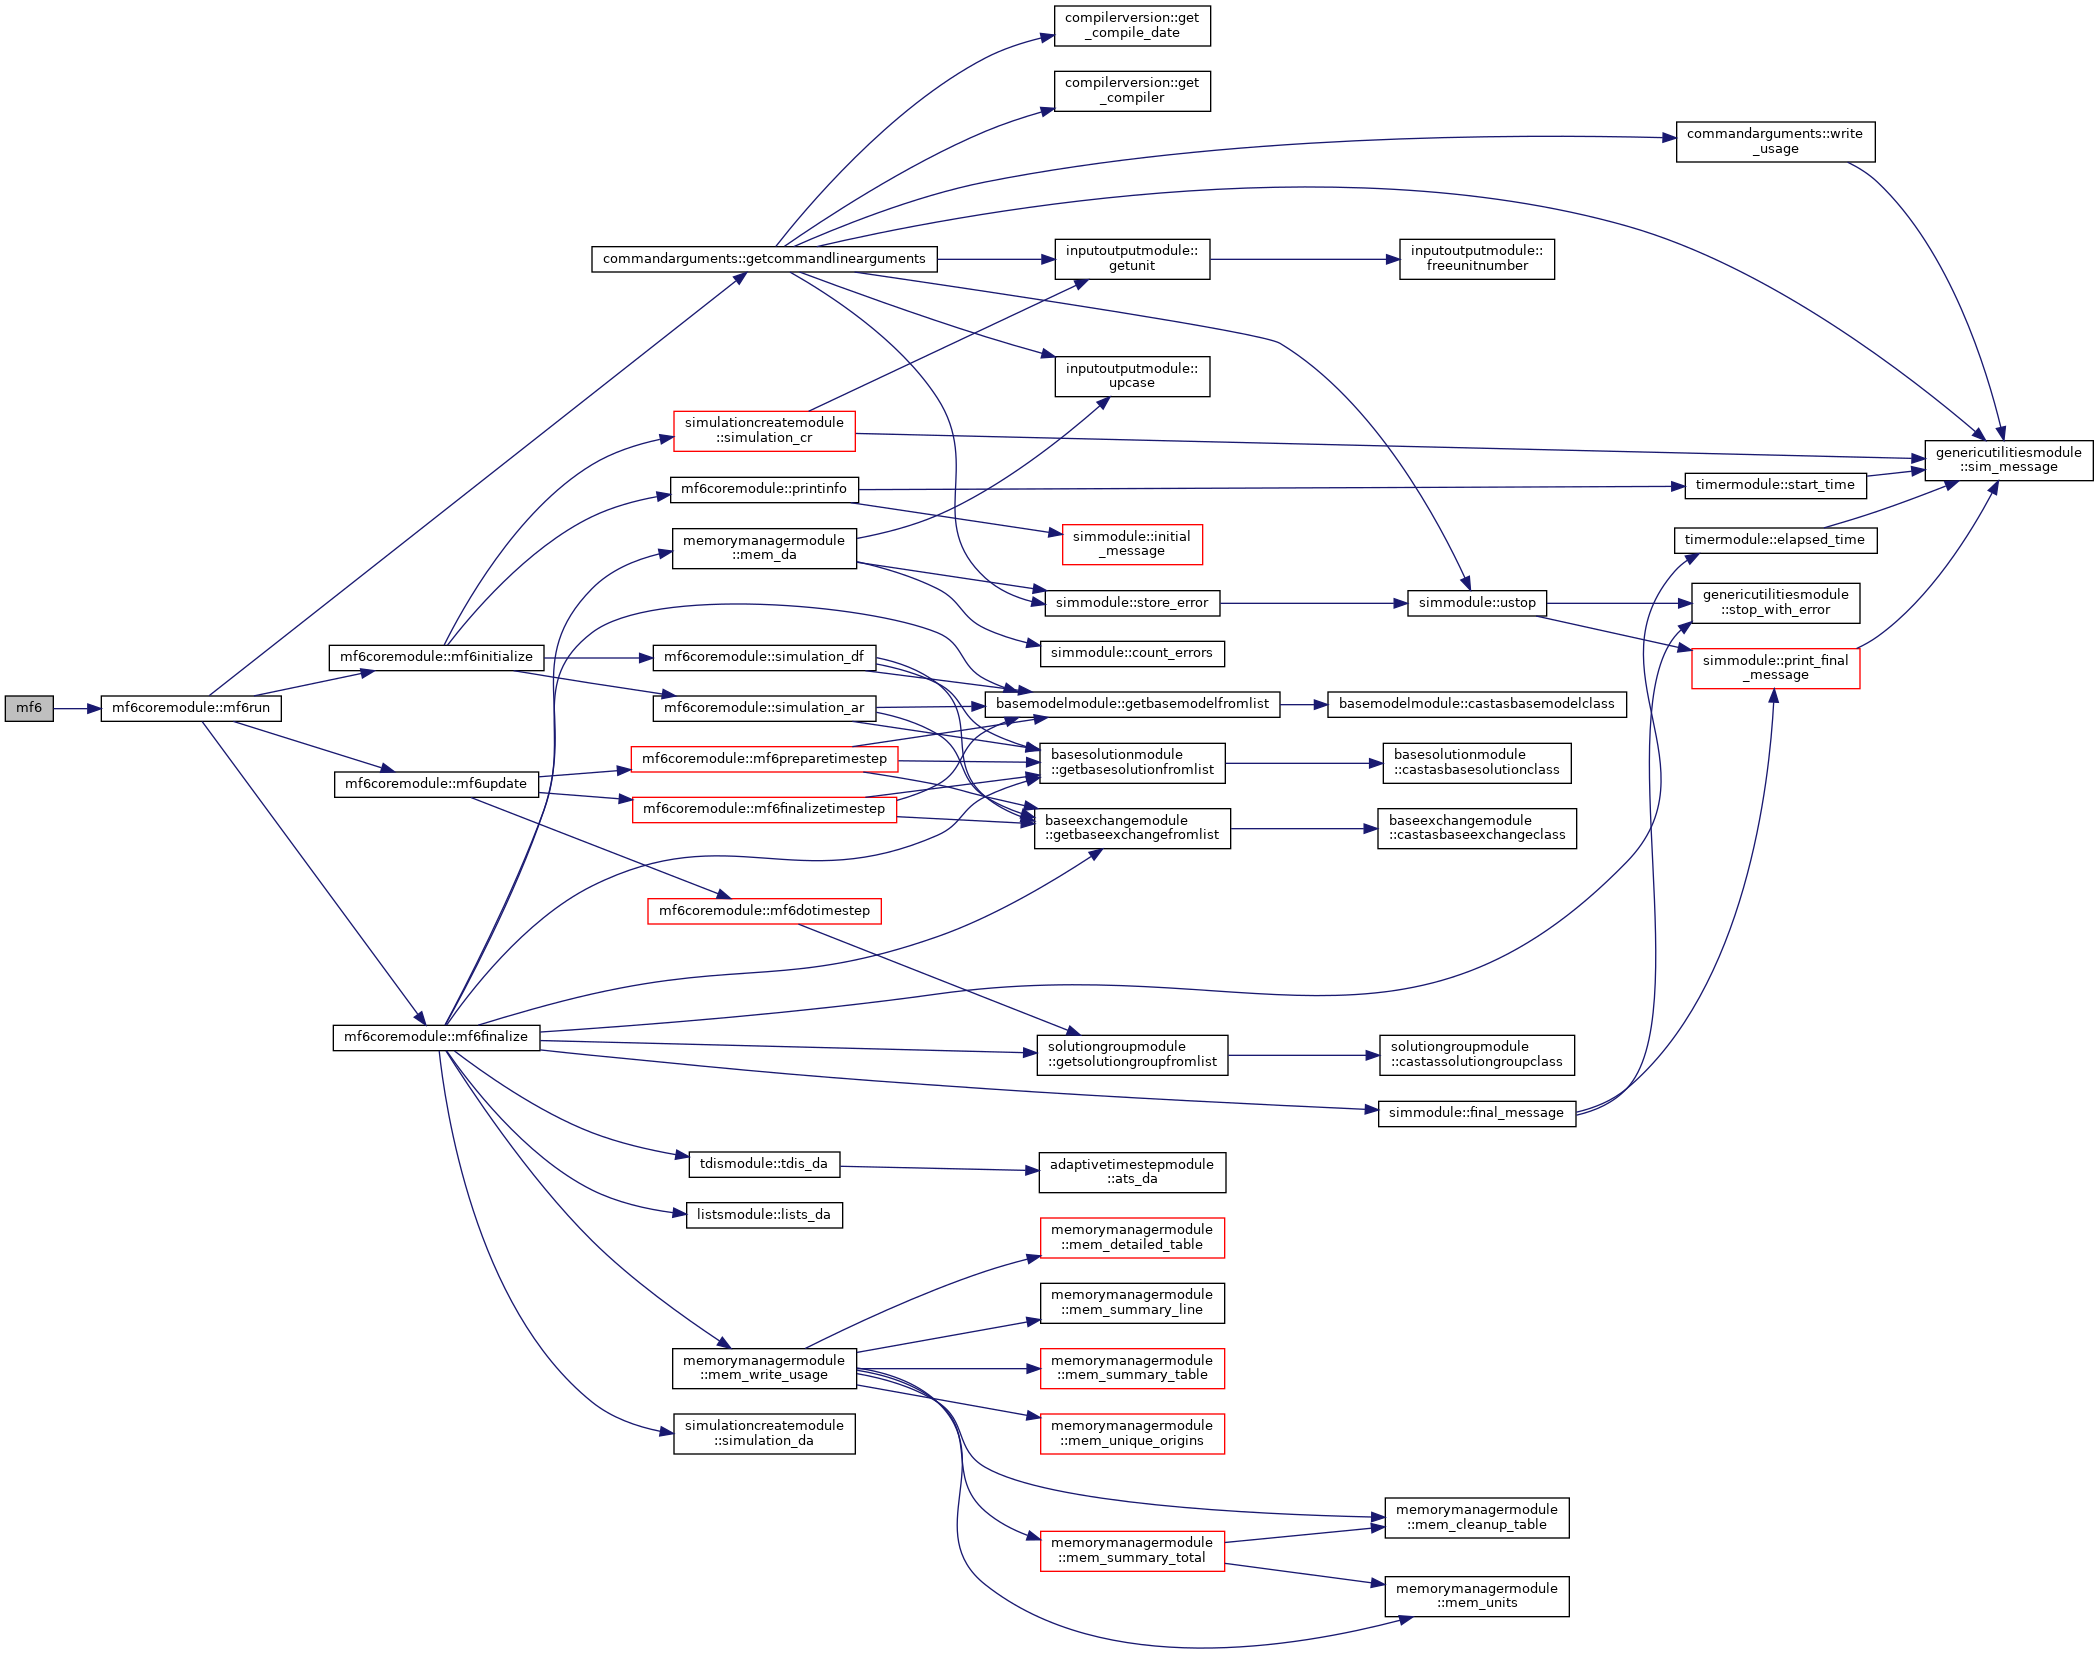 compilerversion::get
_compile_date
compilerversion::get
_compiler
commandarguments::write
_usage
commandarguments::getcommandlinearguments
inputoutputmodule::
getunit
inputoutputmodule::
freeunitnumber
inputoutputmodule::
upcase
simulationcreatemodule
::simulation_cr
genericutilitiesmodule
::sim_message
mf6coremodule::printinfo
timermodule::start_time
memorymanagermodule
::mem_da
simmodule::initial
_message
timermodule::elapsed_time
simmodule::store_error
simmodule::ustop
genericutilitiesmodule
::stop_with_error
mf6coremodule::mf6initialize
mf6coremodule::simulation_df
simmodule::count_errors
simmodule::print_final
_message
mf6
mf6coremodule::mf6run
mf6coremodule::simulation_ar
basemodelmodule::getbasemodelfromlist
basemodelmodule::castasbasemodelclass
mf6coremodule::mf6update
mf6coremodule::mf6preparetimestep
basesolutionmodule
::getbasesolutionfromlist
basesolutionmodule
::castasbasesolutionclass
mf6coremodule::mf6finalizetimestep
baseexchangemodule
::getbaseexchangefromlist
baseexchangemodule
::castasbaseexchangeclass
mf6coremodule::mf6dotimestep
mf6coremodule::mf6finalize
solutiongroupmodule
::getsolutiongroupfromlist
solutiongroupmodule
::castassolutiongroupclass
simmodule::final_message
tdismodule::tdis_da
adaptivetimestepmodule
::ats_da
listsmodule::lists_da
memorymanagermodule
::mem_detailed_table
memorymanagermodule
::mem_summary_line
memorymanagermodule
::mem_write_usage
memorymanagermodule
::mem_summary_table
simulationcreatemodule
::simulation_da
memorymanagermodule
::mem_unique_origins
memorymanagermodule
::mem_cleanup_table
memorymanagermodule
::mem_summary_total
memorymanagermodule
::mem_units